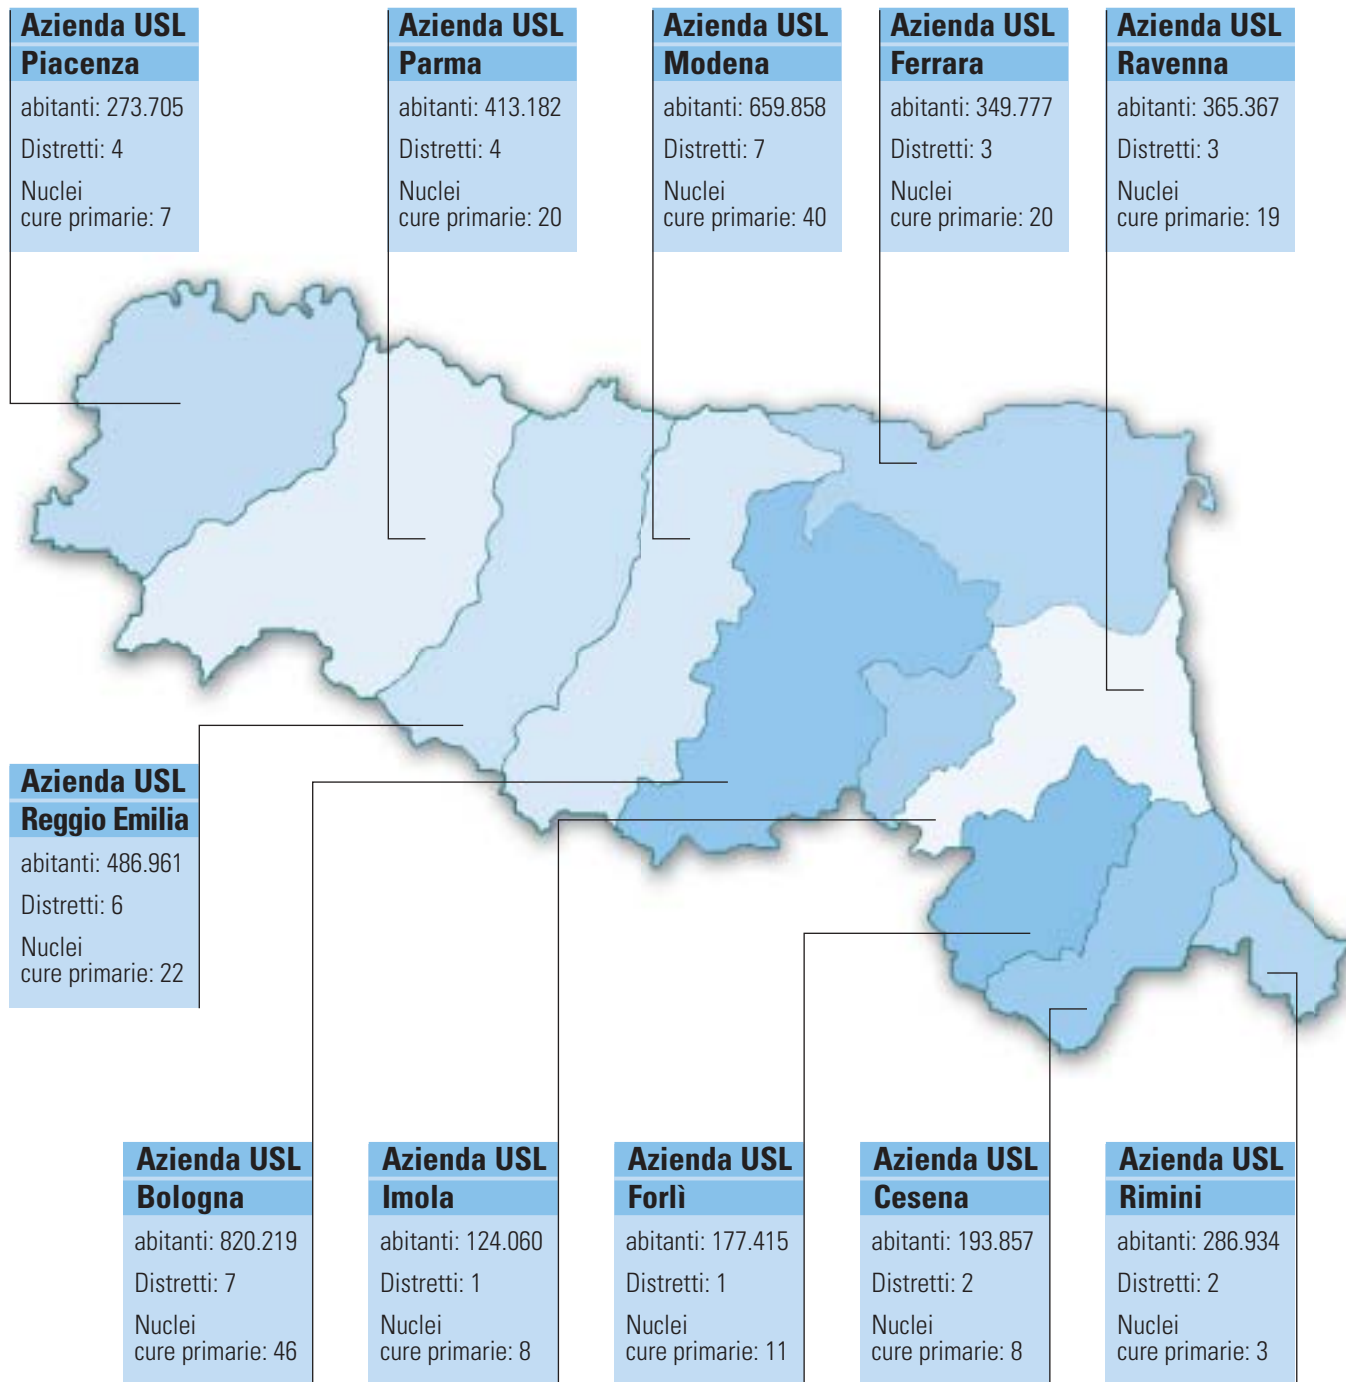 Azienda USL
Piacenza
abitanti: 273.705
Distretti: 4
Nuclei
cure primarie: 7
Azienda USL
Parma
abitanti: 413.182
Distretti: 4
Nuclei
cure primarie: 20
Azienda USL
Modena
abitanti: 659.858
Distretti: 7
Nuclei
cure primarie: 40
Azienda USL
Ferrara
abitanti: 349.777
Distretti: 3
Nuclei
cure primarie: 20
Azienda USL
Ravenna
abitanti: 365.367
Distretti: 3
Nuclei
cure primarie: 19
Azienda USL
Reggio Emilia
abitanti: 486.961
Distretti: 6
Nuclei
cure primarie: 22
Azienda USL
Bologna
abitanti: 820.219
Distretti: 7
Nuclei
cure primarie: 46
Azienda USL
Imola
abitanti: 124.060
Distretti: 1
Nuclei
cure primarie: 8
Azienda USL
Forlì
abitanti: 177.415
Distretti: 1
Nuclei
cure primarie: 11
Azienda USL
Cesena
abitanti: 193.857
Distretti: 2
Nuclei
cure primarie: 8
Azienda USL
Rimini
abitanti: 286.934
Distretti: 2
Nuclei
cure primarie: 3